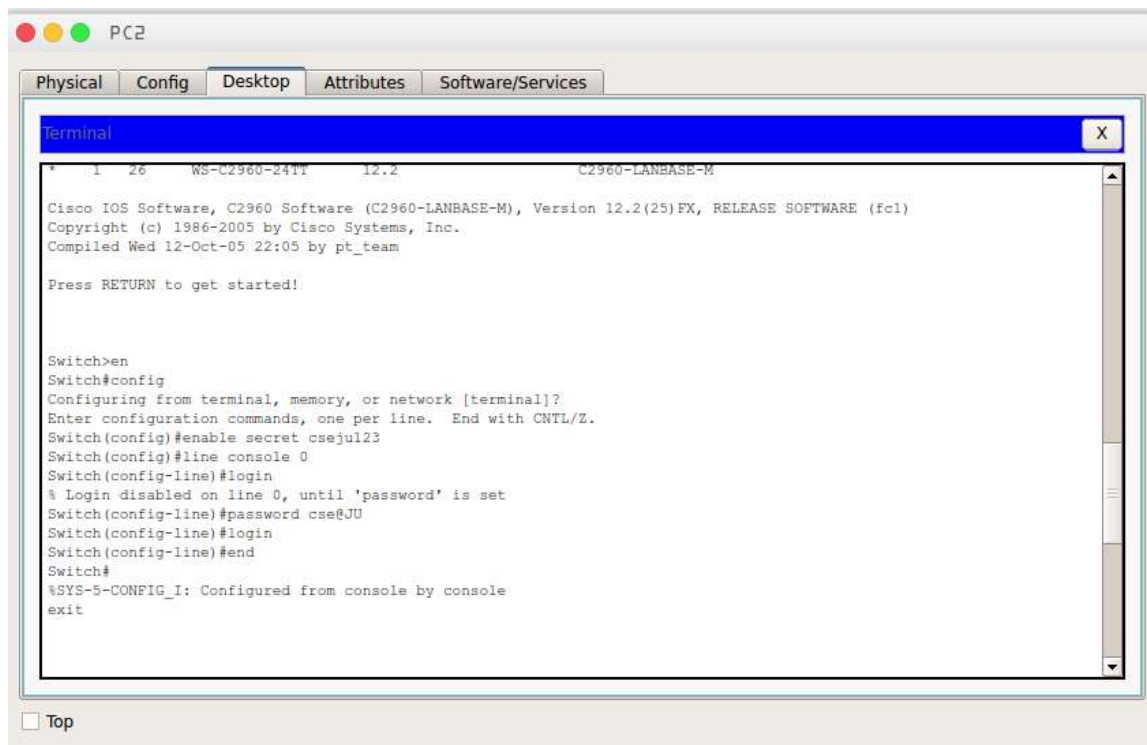 PC2
Physical Config Desktop Attributes Software/Services
Terminal X
* 1 26 WS-C2960-24TT 12.2 C2960-LANBASE-M
Cisco IOS Software, C2960 Software (C2960-LANBASE-M), Version 12.2(25)FX, RELEASE SOFTWARE (fc1)
Copyright (c) 1986-2005 by Cisco Systems, Inc.
Compiled Wed 12-Oct-05 22:05 by pt_team
Press RETURN to get started!
Switch>en
Switch#config
Configuring from terminal, memory, or network [terminal]?
Enter configuration commands, one per line. End with CNTL/Z.
Switch(config)#enable secret cseju123
Switch(config)#line console 0
Switch(config-line)#login
% Login disabled on line 0, until 'password' is set
Switch(config-line)#password cse@JU
Switch(config-line)#login
Switch(config-line)#end
Switch#
%SYS-5-CONFIG_I: Configured from console by console
exit
Top